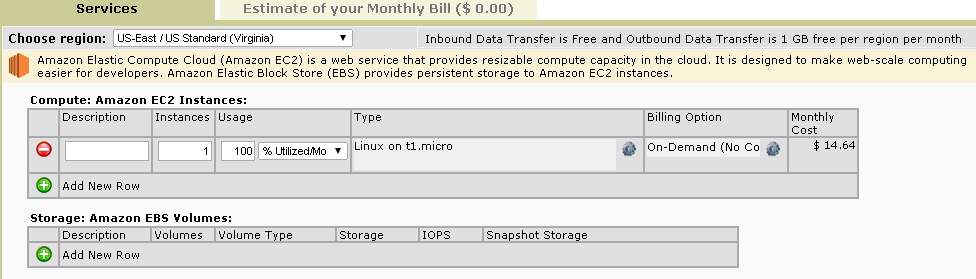 Services
Estimate of your Monthly Bill ($ 0.00)
Choose region: US-East / US Standard (Virginia)
Inbound Data Transfer is Free and Outbound Data Transfer is 1 GB free per region per month
Amazon Elastic Compute Cloud (Amazon EC2) is a web service that provides resizable compute capacity in the cloud. It is designed to make web-scale computing
easier for developers. Amazon Elastic Block Store (EBS) provides persistent storage to Amazon EC2 instances.
Compute: Amazon EC2 Instances:
Description Instances Usage Type Billing Option Monthly
Cost
1 100 % Utilized/Mo Linux on t1.micro On-Demand (No Co $ 14.64
Add New Row
Storage: Amazon EBS Volumes:
Description Volumes Volume Type Storage IOPS Snapshot Storage
Add New Row